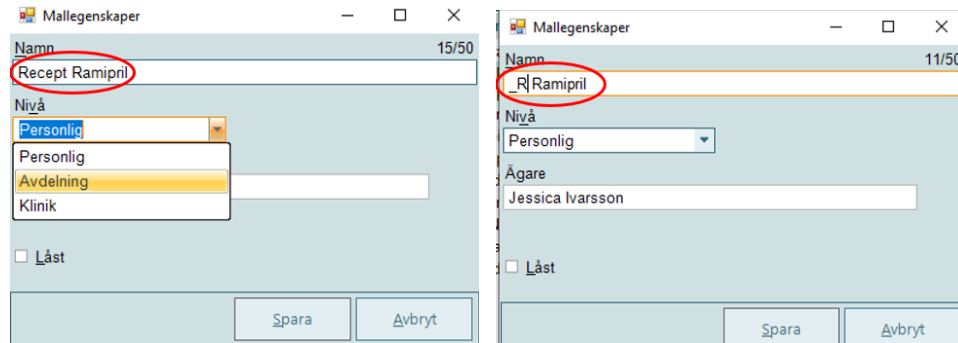 Mallegenskaper
Namn 15/50
Recept Ramipril
Nivå
Personlig
Personlig
Avdelning
Klinik
Låst
Spara Avbryt
Mallegenskaper
Namn 11/50
_R Ramipril
Nivå
Personlig
Ägare
Jessica Ivarsson
Låst
Spara Avbryt